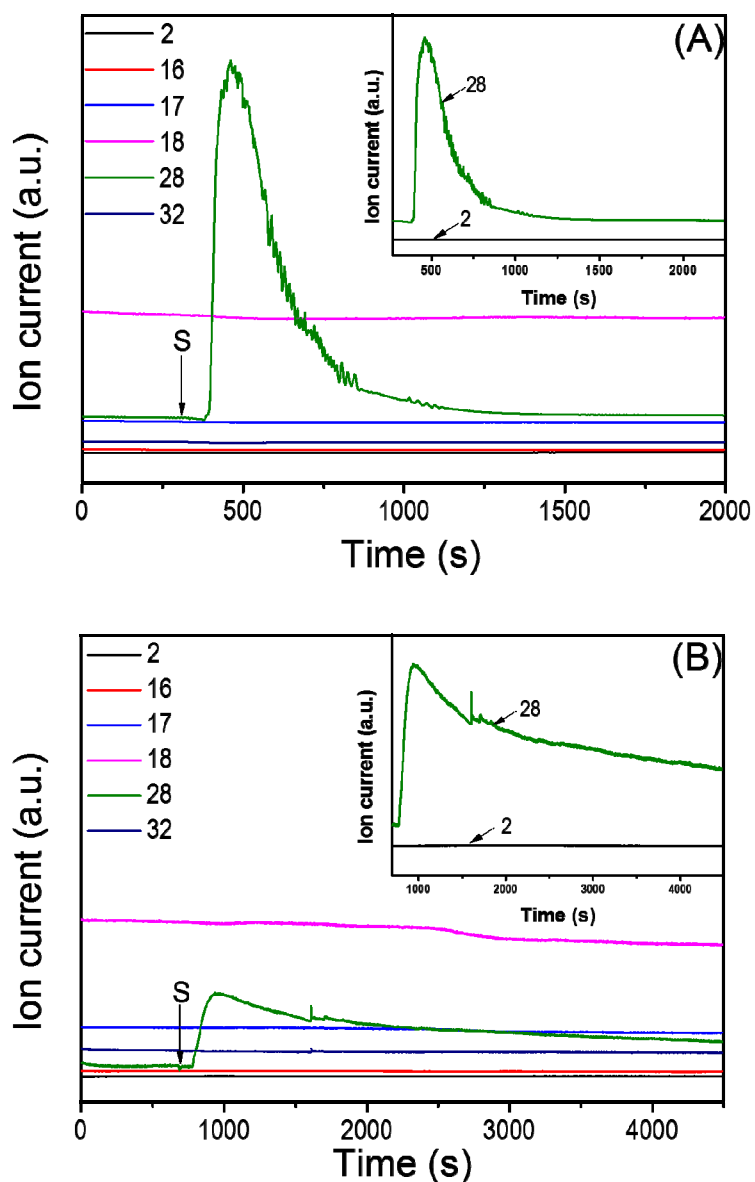 2
16
17
18
28
32
(A)
28
2
Ion current (a.u.)
500 1000 1500 2000
Time (s)
S
Ion current (a.u.)
0 500 1000 1500 2000
Time (s)
2
16
17
18
28
32
(B)
28
2
Ion current (a.u.)
1000 2000 3000 4000
Time (s)
S
Ion current (a.u.)
0 1000 2000 3000 4000
Time (s)